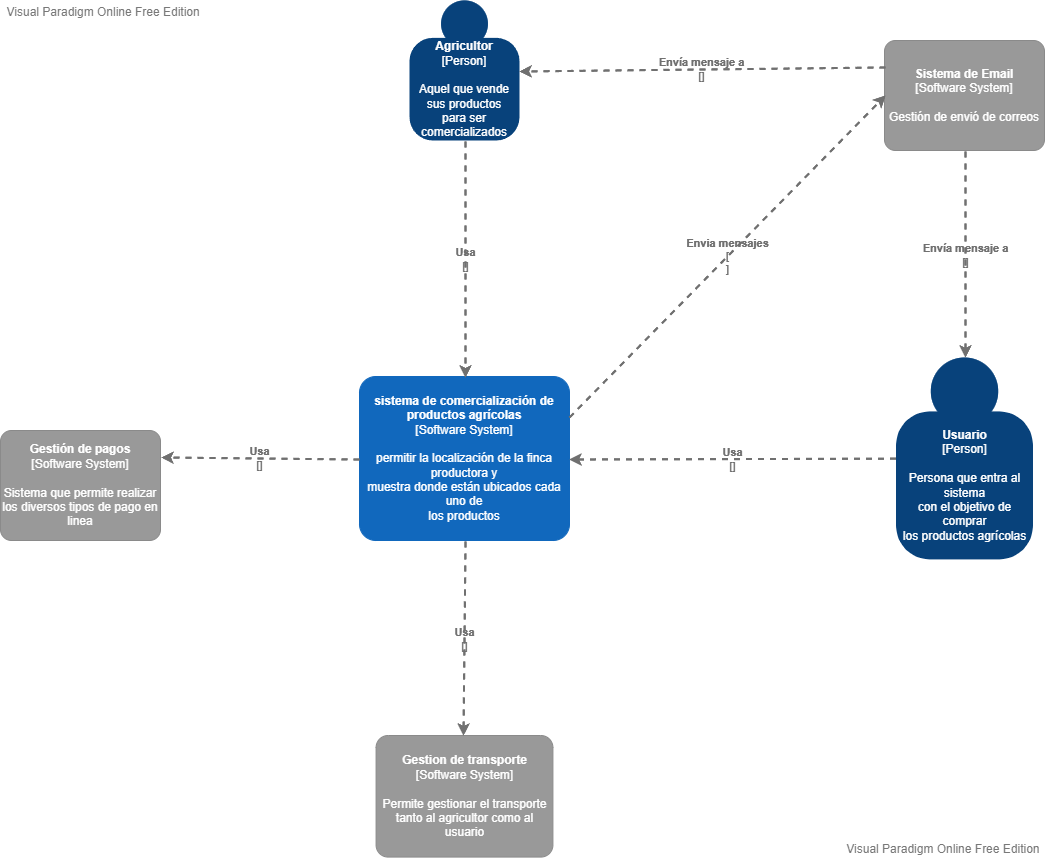 Visual Paradigm Online Free Edition
Agricultor
[Person]
Aquel que vende
sus productos
para ser
comercializados
Envía mensaje a
[]
Sistema de Email
[Software System]
Gestión de envió de correos
Usa
[]
Envia mensajes
[
]
Envía mensaje a
[]
sistema de comercialización de
productos agrícolas
[Software System]
permitir la localización de la finca
productora y
muestra donde están ubicados cada
uno de
los productos
Gestión de pagos
[Software System]
Sistema que permite realizar
los diversos tipos de pago en
linea
Usa
[]
Usa
[]
Usuario
[Person]
Persona que entra al
sistema
con el objetivo de
comprar
los productos agrícolas
Usa
[]
Gestion de transporte
[Software System]
Permite gestionar el transporte
tanto al agricultor como al
usuario
Visual Paradigm Online Free Edition